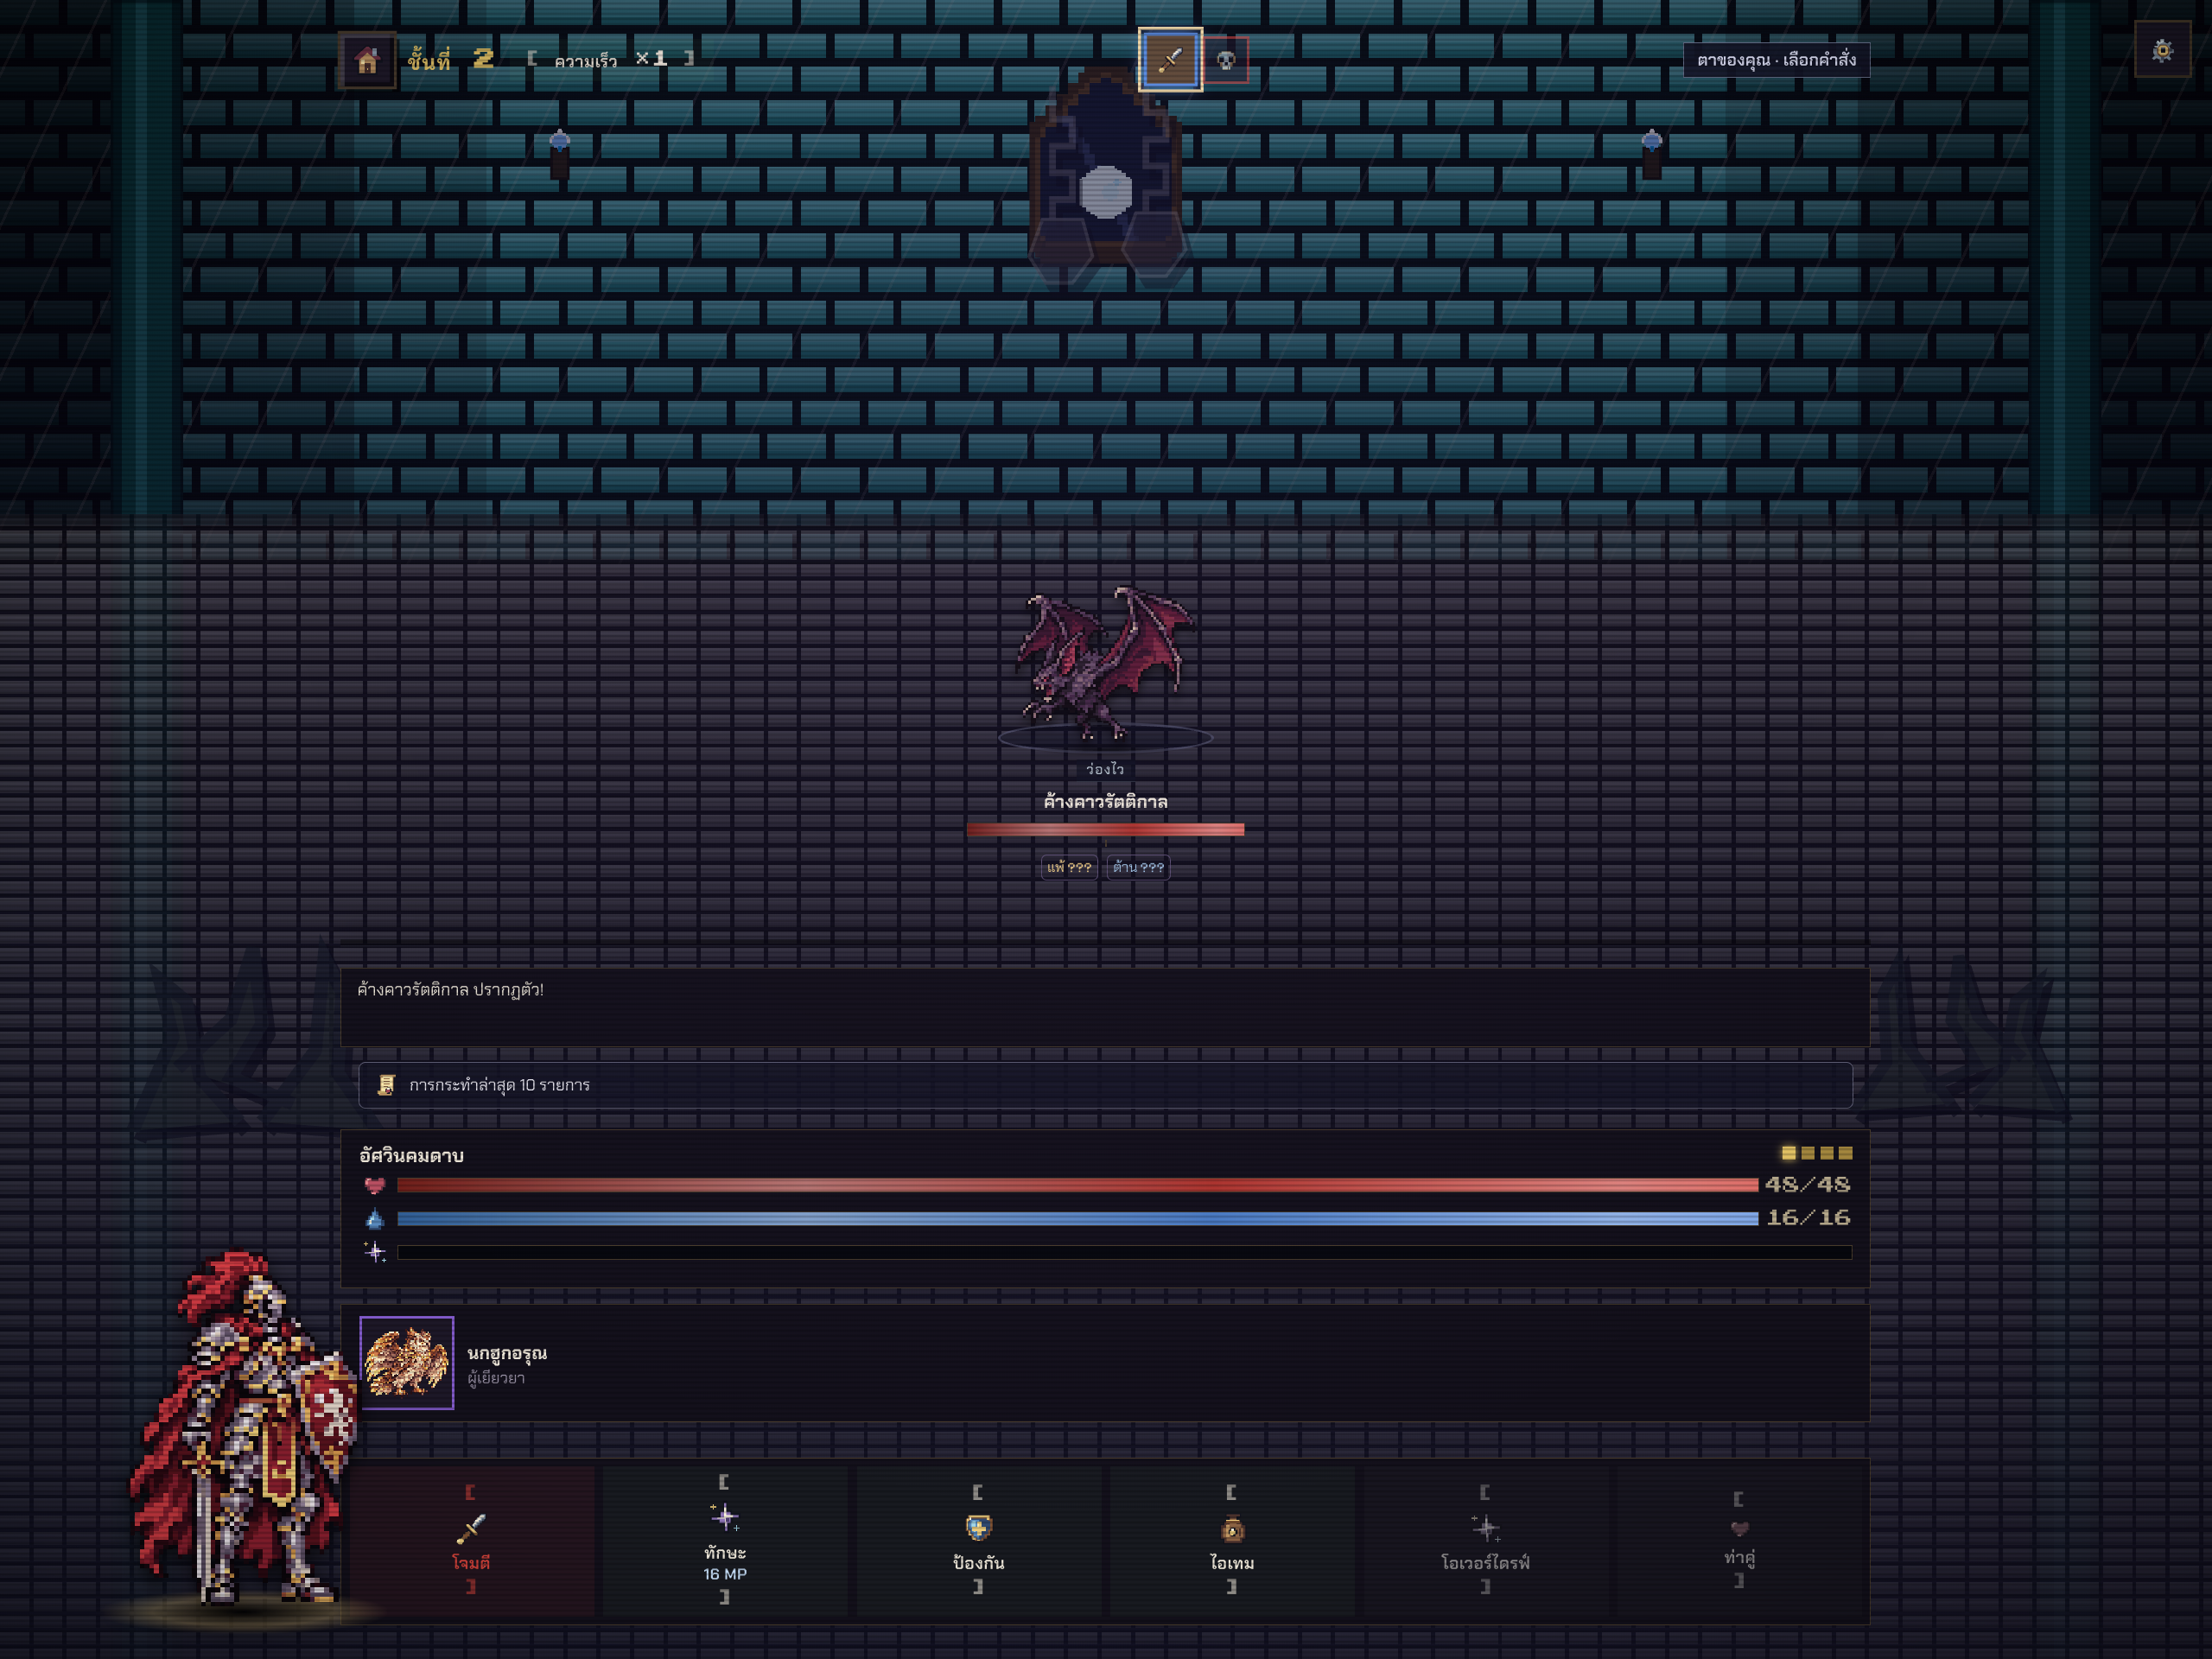 ชั้นที่ 2 [ ความเร็ว ×1 ]
ตาของคุณ · เลือกคำสั่ง
ว่องไว
ค้างคาวรัตติกาล
แพ้ ??? ต้าน ???
ค้างคาวรัตติกาล ปรากฏตัว!
การกระทำล่าสุด 10 รายการ
อัศวินคมดาบ
48/48
16/16
นกฮูกอรุณ
ผู้เยียวยา
[ โจมตี ]
[ ทักษะ 16 MP ]
[ ป้องกัน ]
[ ไอเทม ]
[ โอเวอร์ไดรฟ์ ]
[ ท่าคู่ ]